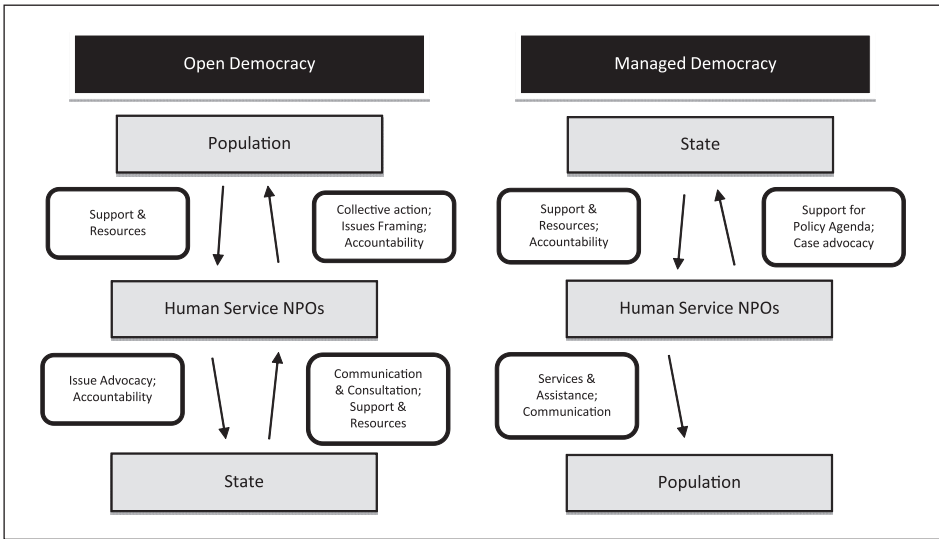 Open Democracy
Population
Support &
Resources
Collective action;
Issues Framing;
Accountability
Human Service NPOs
Issue Advocacy;
Accountability
Communication
& Consultation;
Support &
Resources
State
Managed Democracy
State
Support &
Resources;
Accountability
Support for
Policy Agenda;
Case advocacy
Human Service NPOs
Services &
Assistance;
Communication
Population